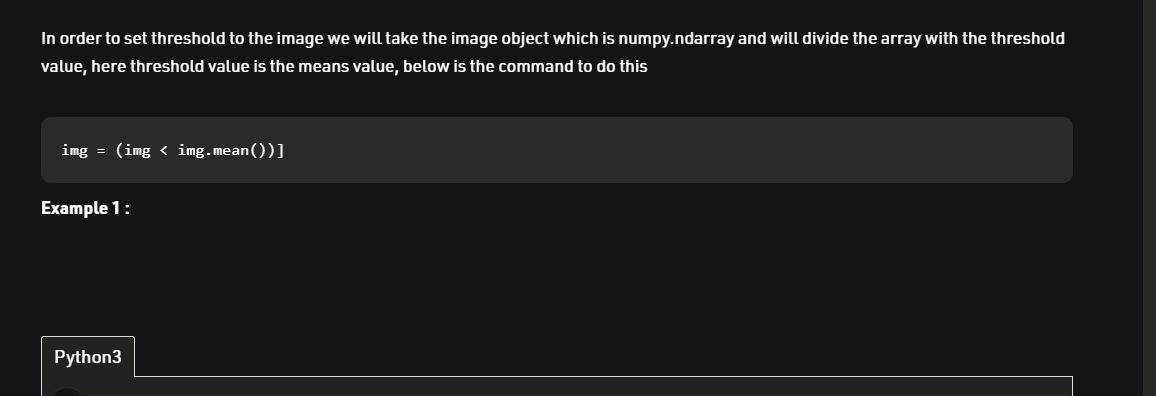 In order to set threshold to the image we will take the image object which is numpy.ndarray and will divide the array with the threshold
value, here threshold value is the means value, below is the command to do this
img = (img < img.mean())]
Example 1 :
Python3